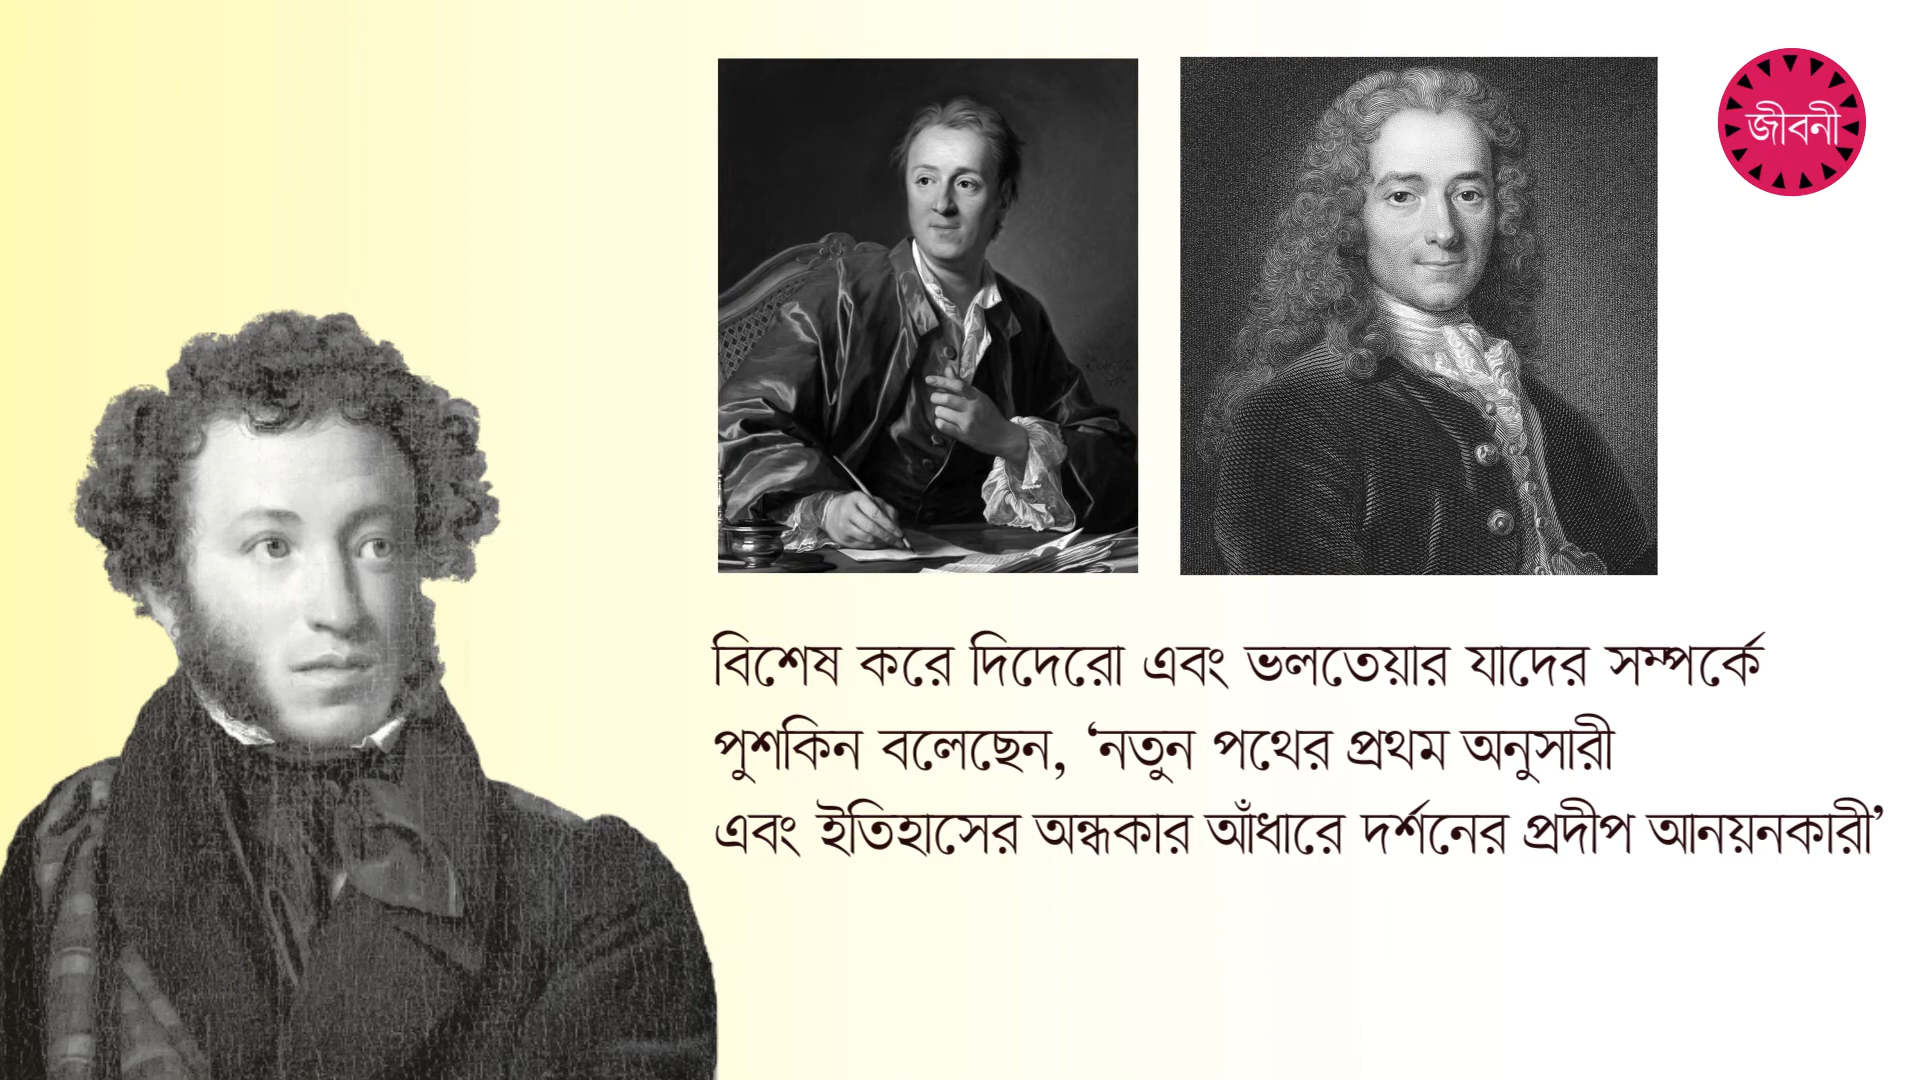 জীবনী
বিশেষ করে দিদেরো এবং ভলতেয়ার যাদের সম্পর্কে
পুশকিন বলেছেন, ‘নতুন পথের প্রথম অনুসারী
এবং ইতিহাসের অন্ধকার আঁধারে দর্শনের প্রদীপ আনয়নকারী’